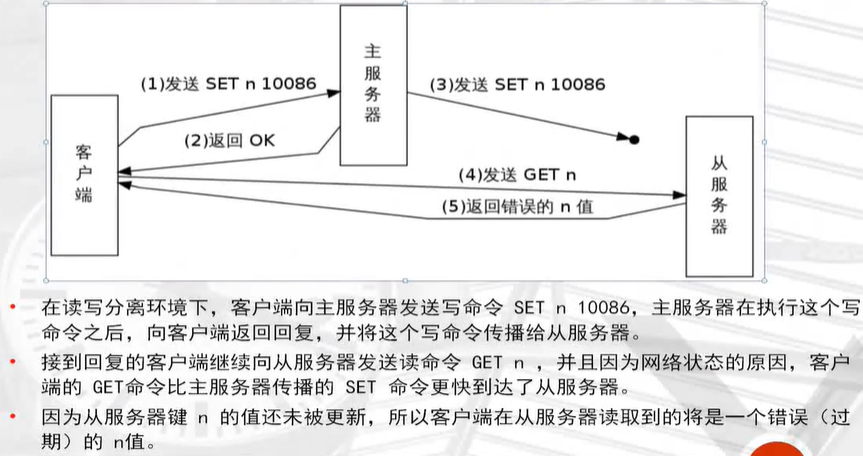 主服务器
(1)发送 SET n 10086
(3)发送 SET n 10086
(2)返回 OK
客户端
从服务器
(4)发送 GET n
(5)返回错误的 n 值
• 在读写分离环境下，客户端向主服务器发送写命令 SET n 10086，主服务器在执行这个写
命令之后，向客户端返回回复，并将这个写命令传播给从服务器。
• 接到回复的客户端继续向从服务器发送读命令 GET n ，并且因为网络状态的原因，客户
端的 GET命令比主服务器传播的 SET 命令更快到达了从服务器。
• 因为从服务器键 n 的值还未被更新，所以客户端在从服务器读取到的将是一个错误（过
期）的 n值。